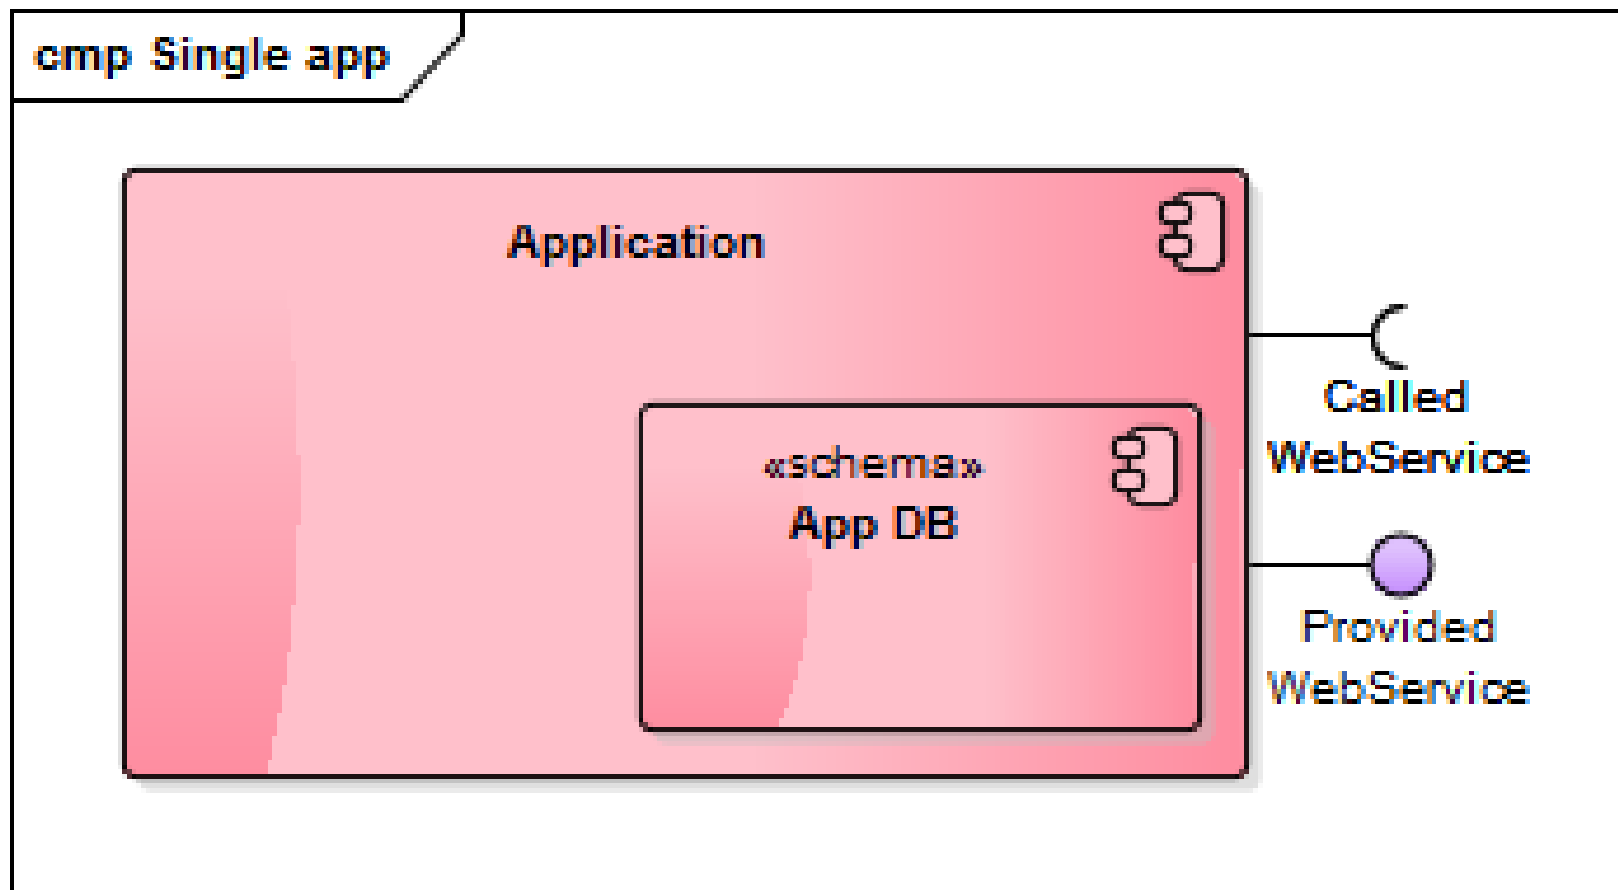 cmp Single app
Application
«schema»
App DB
Called
WebService
Provided
WebService